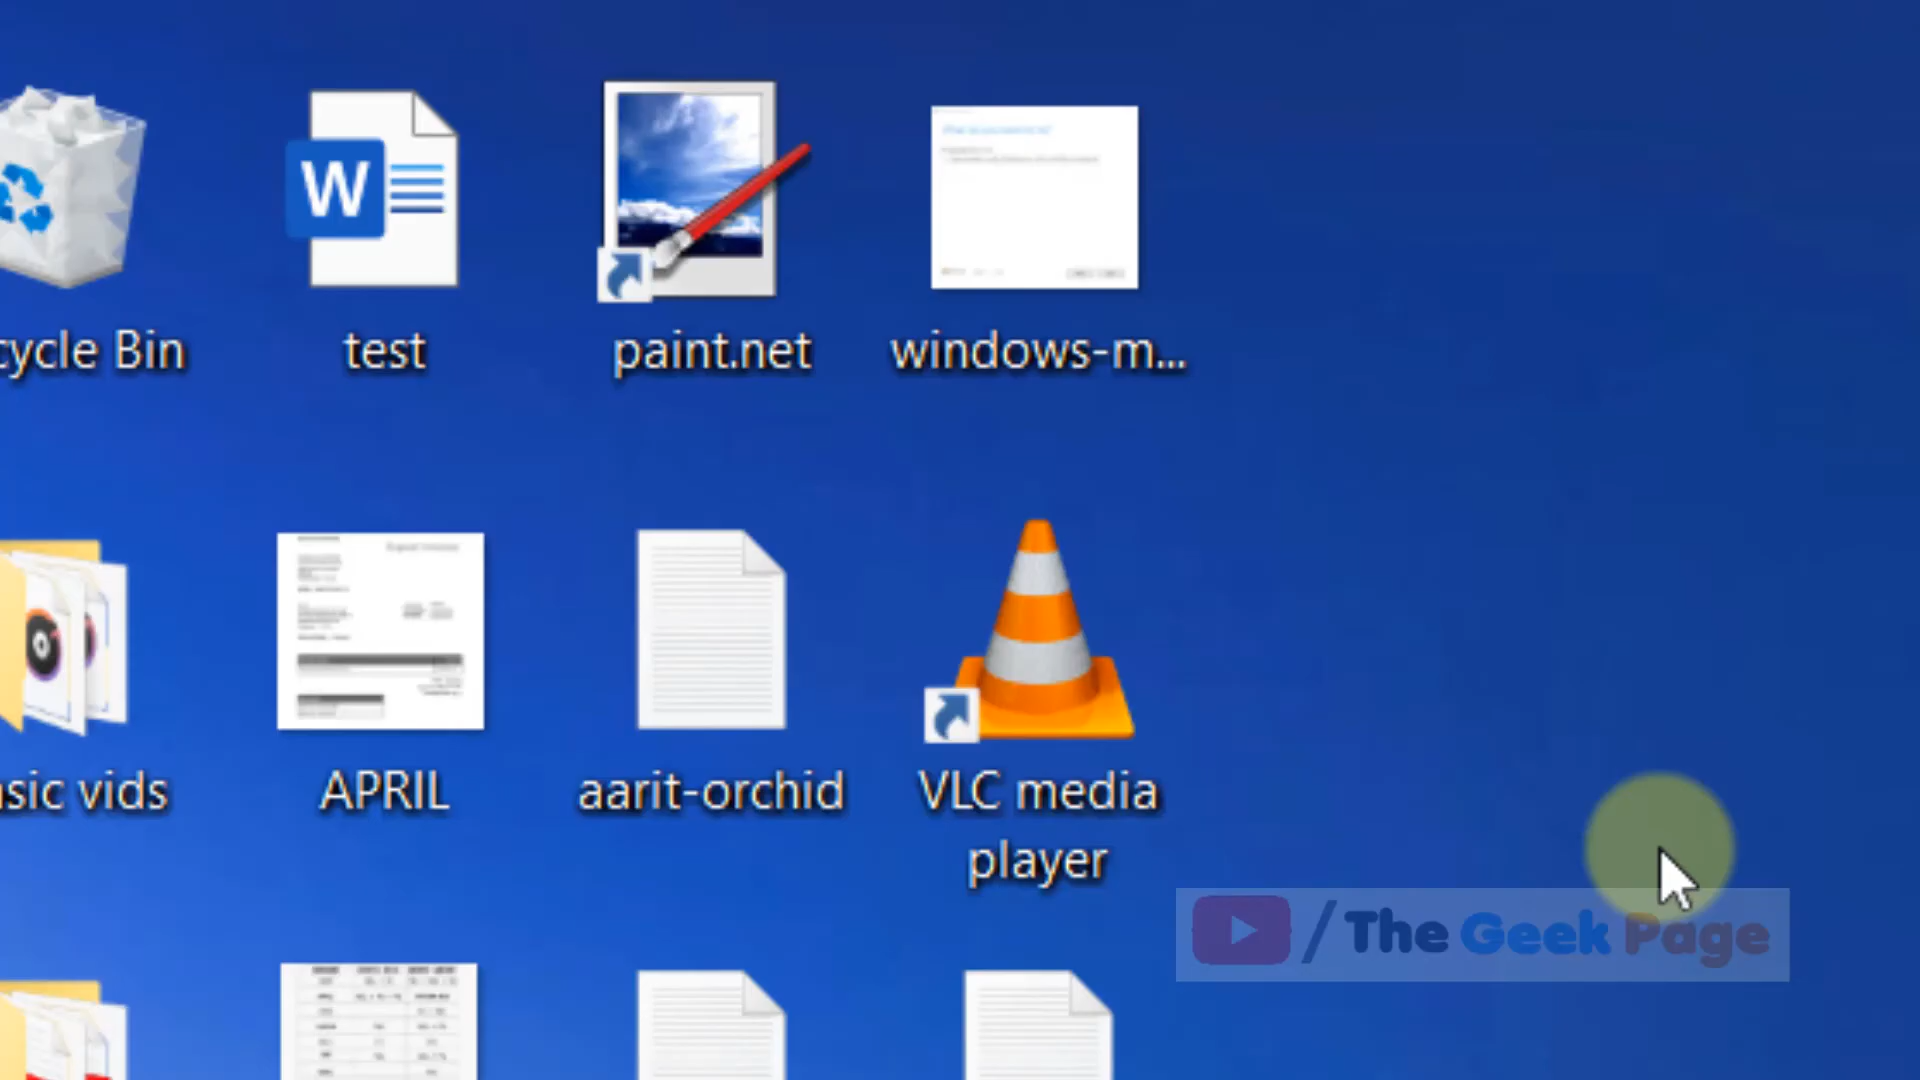 W
cycle Bin
test
paint.net
windows-m...
sic vids
APRIL
aarit-orchid
VLC media
player
/The Geek Page